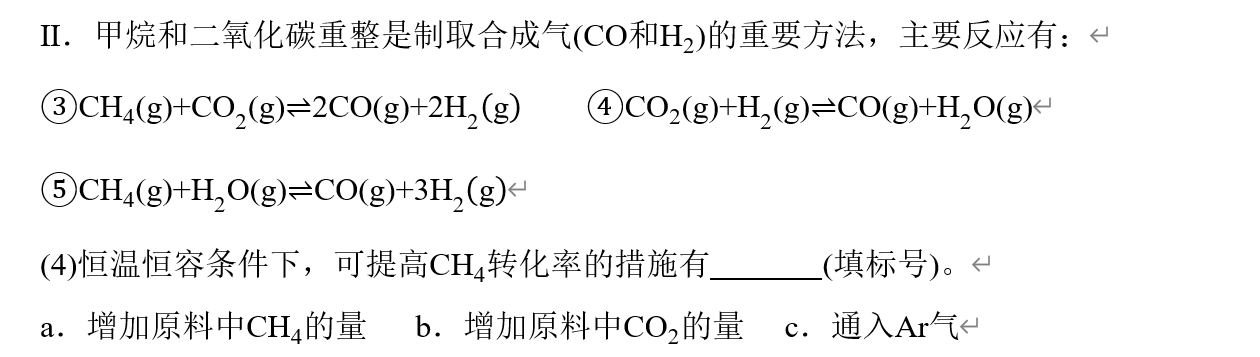 II．甲烷和二氧化碳重整是制取合成气(CO和H₂)的重要方法，主要反应有：↵
③CH₄(g)+CO₂(g)⇌2CO(g)+2H₂(g) ④CO₂(g)+H₂(g)⇌CO(g)+H₂O(g)↵
⑤CH₄(g)+H₂O(g)⇌CO(g)+3H₂(g)↵
(4)恒温恒容条件下，可提高CH₄转化率的措施有_______(填标号)。↵
a．增加原料中CH₄的量 b．增加原料中CO₂的量 c．通入Ar气↵